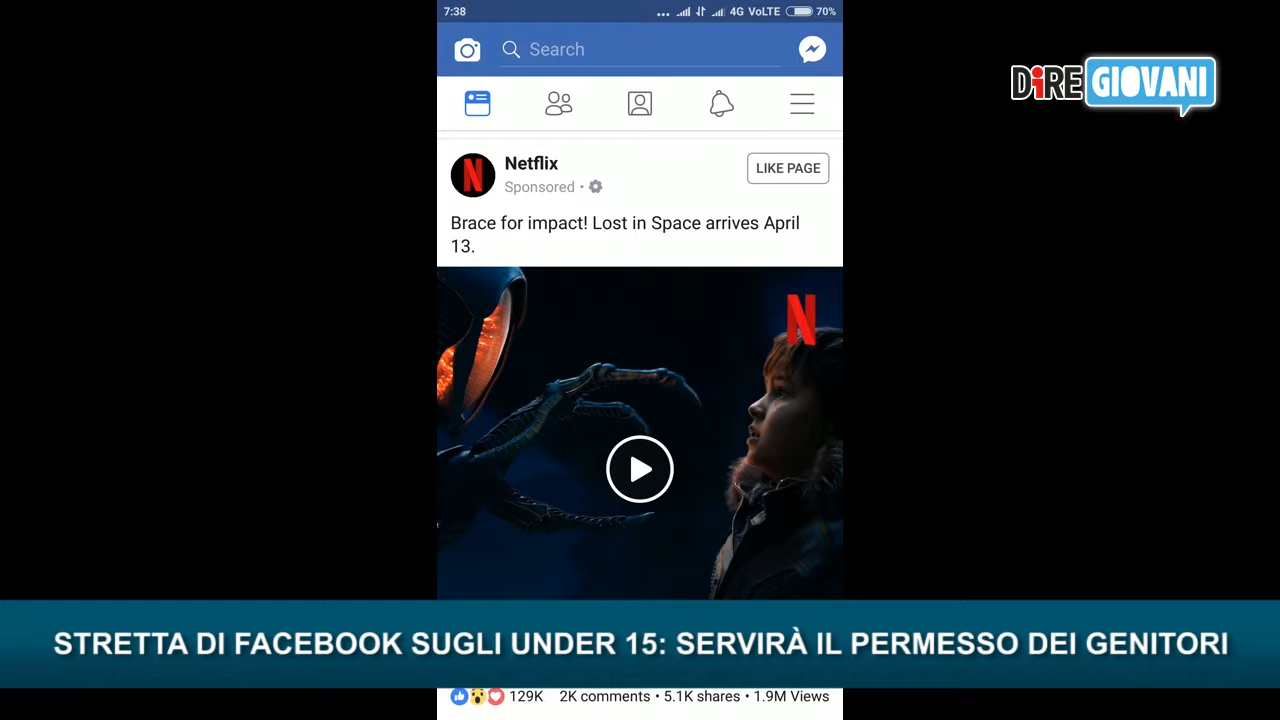 7:38
4G VoLTE 70%
Search
DiRE GIOVANI
Netflix
LIKE PAGE
Sponsored
Brace for impact! Lost in Space arrives April
13.
N
STRETTA DI FACEBOOK SUGLI UNDER 15: SERVIRÀ IL PERMESSO DEI GENITORI
129K 2K comments • 5.1K shares • 1.9M Views